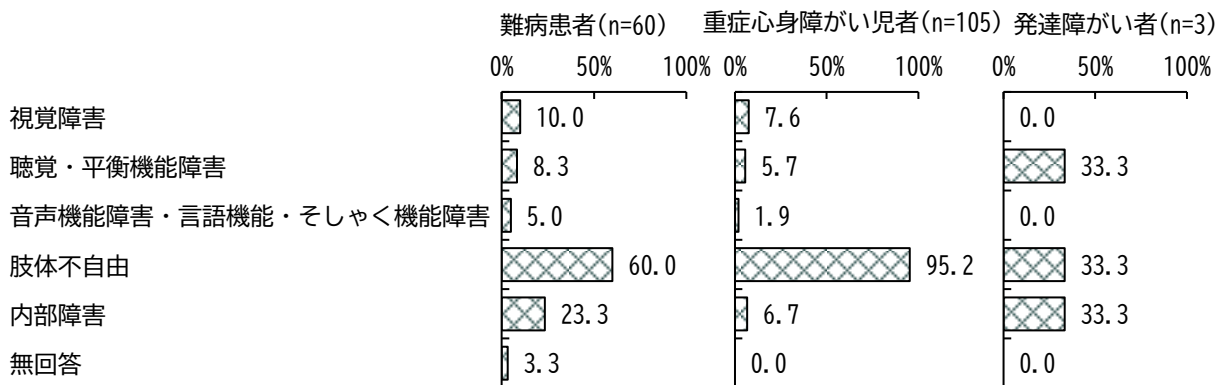 難病患者(n=60) 重症心身障がい児者(n=105) 発達障がい者(n=3)
0% 50% 100% 0% 50% 100% 0% 50% 100%
視覚障害 10.0 7.6 0.0
聴覚・平衡機能障害 8.3 5.7 33.3
音声機能障害・言語機能・そしゃく機能障害 5.0 1.9 0.0
肢体不自由 60.0 95.2 33.3
内部障害 23.3 6.7 33.3
無回答 3.3 0.0 0.0